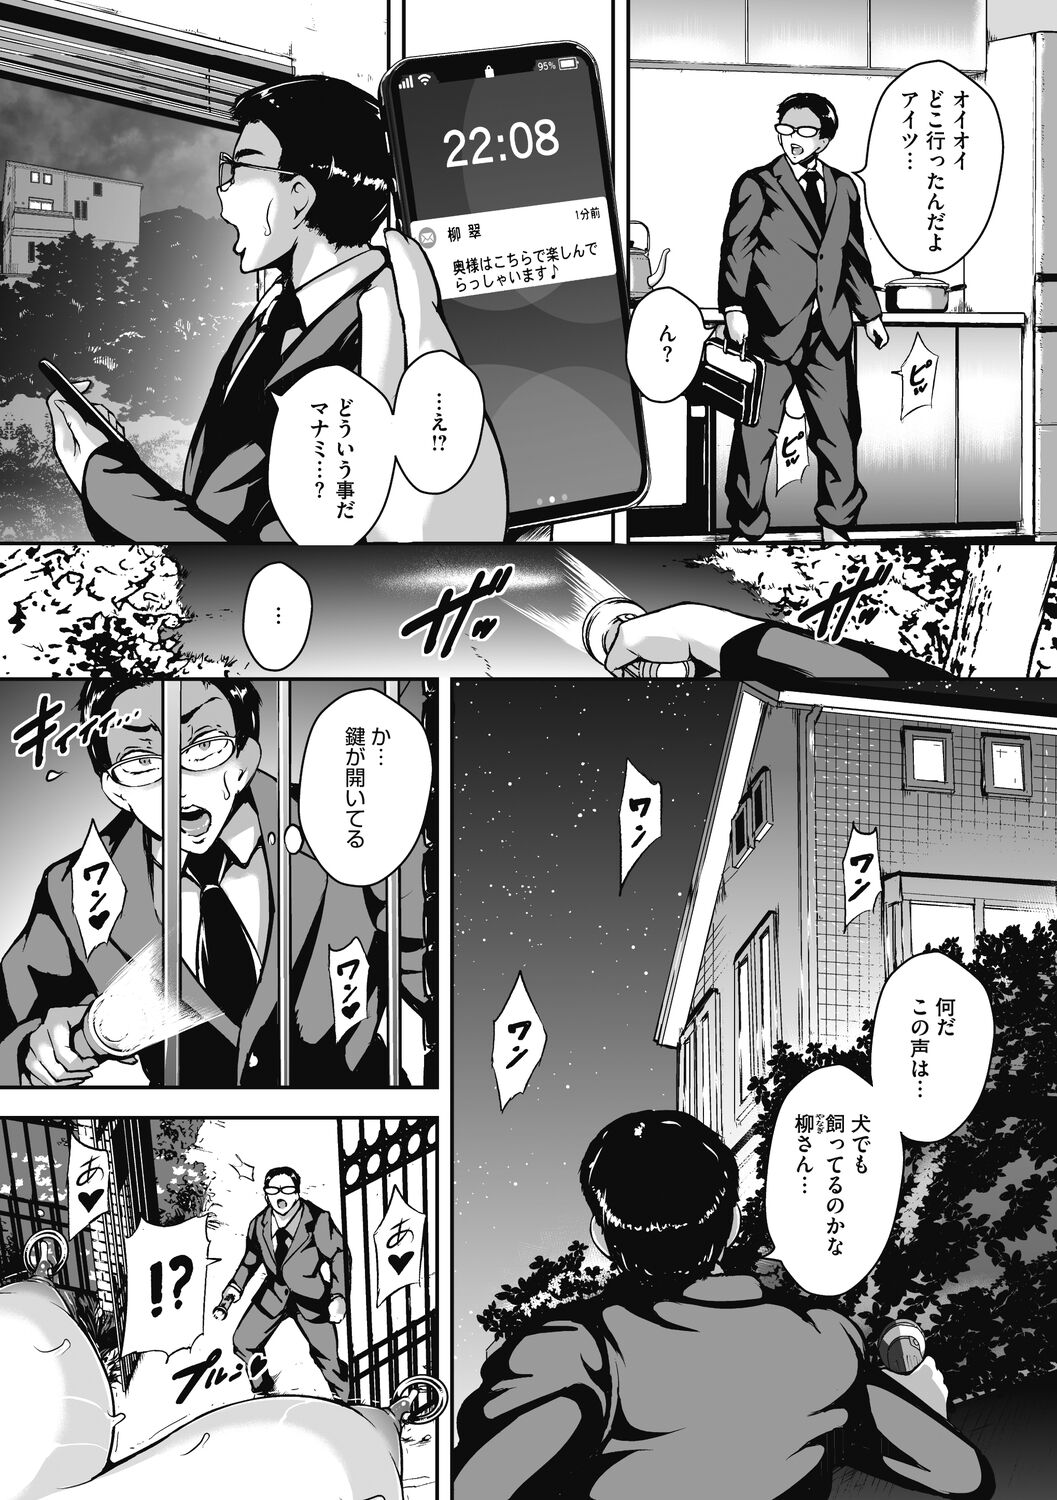 オイオイ
どこ行ったんだよ
アイツ…
ピッ
ピッ
ん?
95%
22:08
1分前
柳 翠
奥様はこちらで楽しんで
らっしゃいます♪
…え!?
どういう事だ
マナミ…?
ザッ
ザッ
…
ワン
ワン
ワン
何だ
この声は…
犬でも
飼ってるのかな
柳さん…
やなぎ
か…
鍵が開いてる
キィイイィ…
ワン♥
ワン♥
あ♥
あ♥
!?
プルン♥